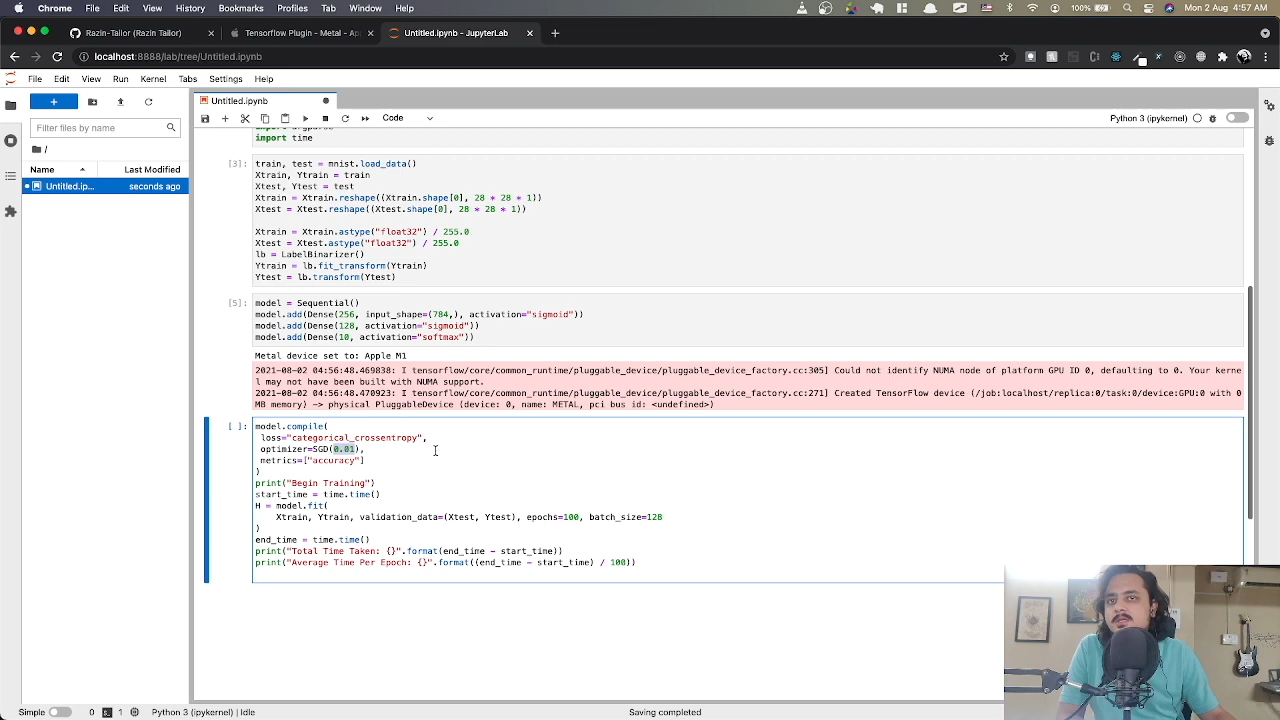 Chrome File Edit View History Bookmarks Profiles Tab Window Help 100% Mon 2 Aug 4:57 AM
Razin-Tailor (Razin Tailor) Tensorflow Plugin - Metal - Ap Untitled.ipynb - JupyterLab
localhost:8888/lab/tree/Untitled.ipynb
File Edit View Run Kernel Tabs Settings Help
Untitled.ipynb
Filter files by name
Code
Python 3 (ipykernel)
/
Name Last Modified
Untitled.ip... seconds ago
import argparse
import time
[3]: train, test = mnist.load_data()
Xtrain, Ytrain = train
Xtest, Ytest = test
Xtrain = Xtrain.reshape((Xtrain.shape[0], 28 * 28 * 1))
Xtest = Xtest.reshape((Xtest.shape[0], 28 * 28 * 1))
Xtrain = Xtrain.astype("float32") / 255.0
Xtest = Xtest.astype("float32") / 255.0
lb = LabelBinarizer()
Ytrain = lb.fit_transform(Ytrain)
Ytest = lb.transform(Ytest)
[5]: model = Sequential()
model.add(Dense(256, input_shape=(784,), activation="sigmoid"))
model.add(Dense(128, activation="sigmoid"))
model.add(Dense(10, activation="softmax"))
Metal device set to: Apple M1
2021-08-02 04:56:48.469838: I tensorflow/core/common_runtime/pluggable_device/pluggable_device_factory.cc:305] Could not identify NUMA node of platform GPU ID 0, defaulting to 0. Your kerne
l may not have been built with NUMA support.
2021-08-02 04:56:48.470923: I tensorflow/core/common_runtime/pluggable_device/pluggable_device_factory.cc:271] Created TensorFlow device (/job:localhost/replica:0/task:0/device:GPU:0 with 0
MB memory) -> physical PluggableDevice (device: 0, name: METAL, pci bus id: <undefined>)
[ ]: model.compile(
loss="categorical_crossentropy",
optimizer=SGD(0.01),
metrics=["accuracy"]
)
print("Begin Training")
start_time = time.time()
H = model.fit(
Xtrain, Ytrain, validation_data=(Xtest, Ytest), epochs=100, batch_size=128
)
end_time = time.time()
print("Total Time Taken: {}".format(end_time - start_time))
print("Average Time Per Epoch: {}".format((end_time - start_time) / 100))
Simple 0 1 Python 3 (ipykernel) | Idle Saving completed